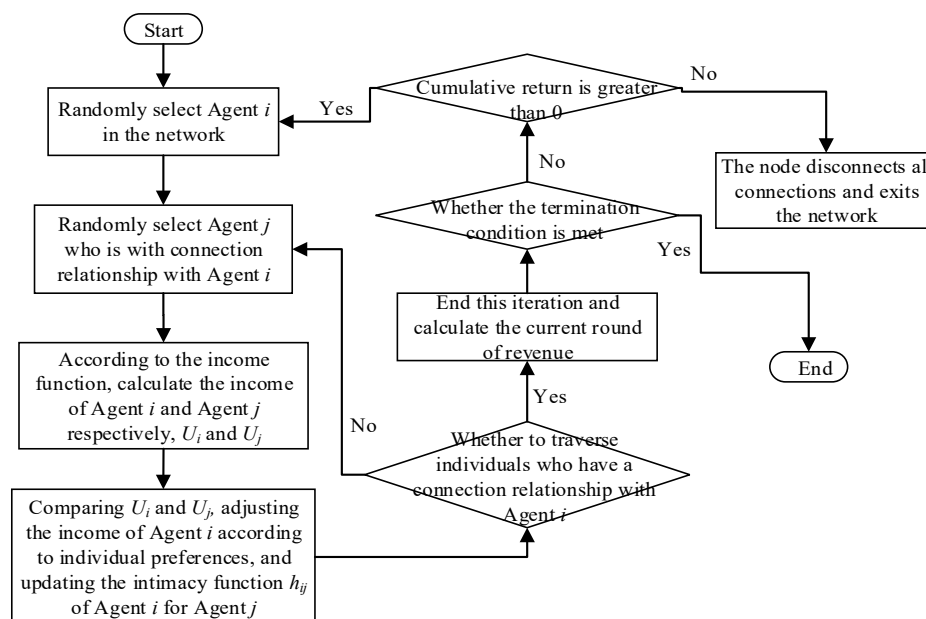 Start
Randomly select Agent i
in the network
Randomly select Agent j
who is with connection
relationship with Agent i
According to the income
function, calculate the income
of Agent i and Agent j
respectively, U_i and U_j
Comparing U_i and U_j, adjusting
the income of Agent i according
to individual preferences, and
updating the intimacy function h_ij
of Agent i for Agent j
No
Whether to traverse
individuals who have a
connection relationship with
Agent i
Yes
End this iteration and
calculate the current round
of revenue
Whether the termination
condition is met
Yes
End
No
Cumulative return is greater
than 0
Yes
No
The node disconnects al
connections and exits
the network